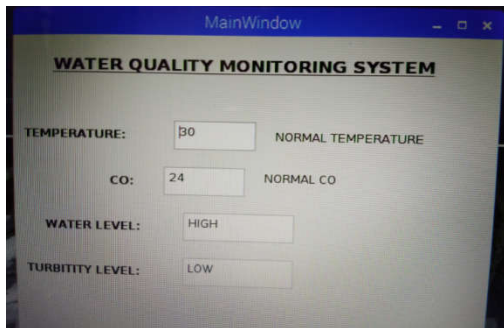 MainWindow
WATER QUALITY MONITORING SYSTEM
TEMPERATURE: 30 NORMAL TEMPERATURE
CO: 24 NORMAL CO
WATER LEVEL: HIGH
TURBITITY LEVEL: LOW